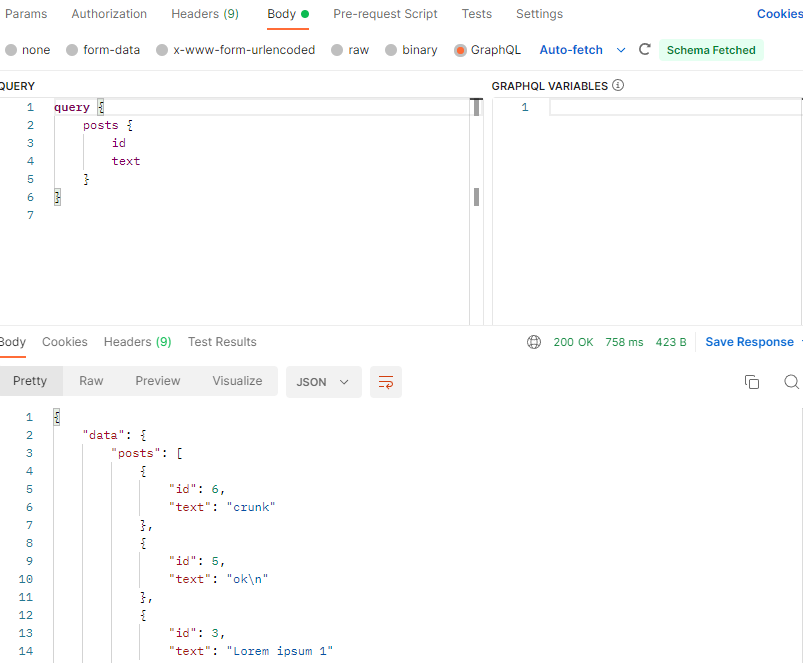 Params Authorization Headers (9) Body Pre-request Script Tests Settings Cookies
none form-data x-www-form-urlencoded raw binary GraphQL Auto-fetch Schema Fetched
QUERY GRAPHQL VARIABLES
1 query {
2 posts {
3 id
4 text
5 }
6 }
7
1
Body Cookies Headers (9) Test Results 200 OK 758 ms 423 B Save Response
Pretty Raw Preview Visualize JSON
1 {
2 "data": {
3 "posts": [
4 {
5 "id": 6,
6 "text": "crunk"
7 },
8 {
9 "id": 5,
10 "text": "ok\n"
11 },
12 {
13 "id": 3,
14 "text": "Lorem ipsum 1"